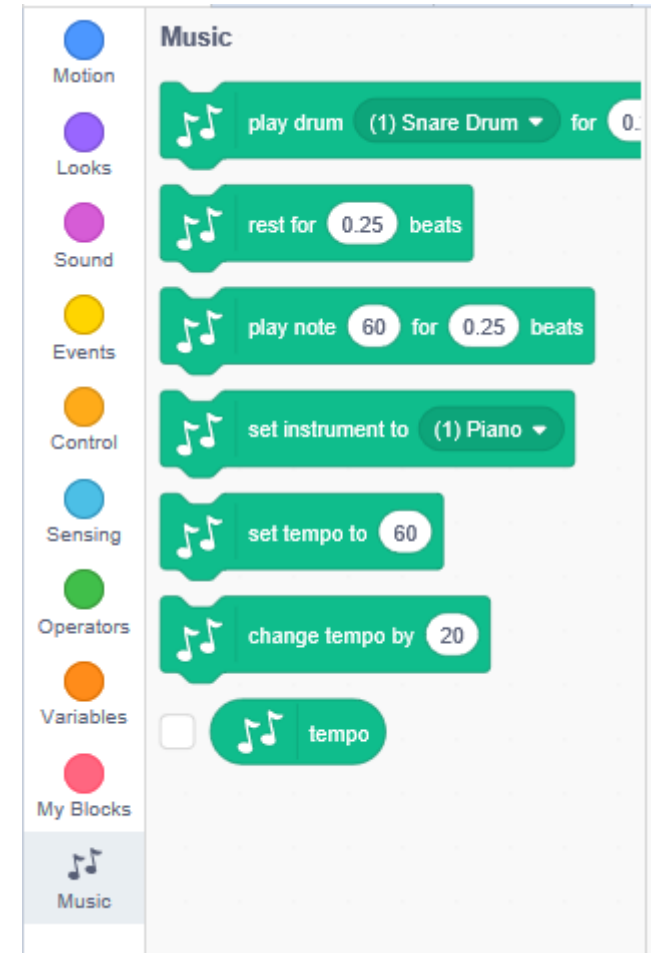 Music
Motion
Looks
Sound
Events
Control
Sensing
Operators
Variables
My Blocks
Music
play drum (1) Snare Drum for 0.
rest for 0.25 beats
play note 60 for 0.25 beats
set instrument to (1) Piano
set tempo to 60
change tempo by 20
tempo